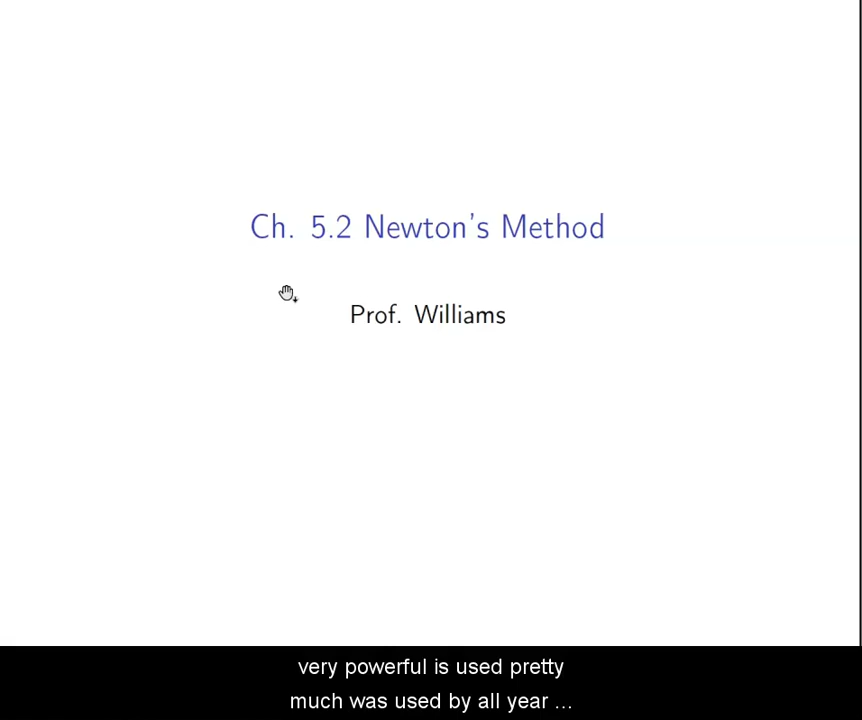 Ch. 5.2 Newton's Method
Prof. Williams
very powerful is used pretty
much was used by all year ...